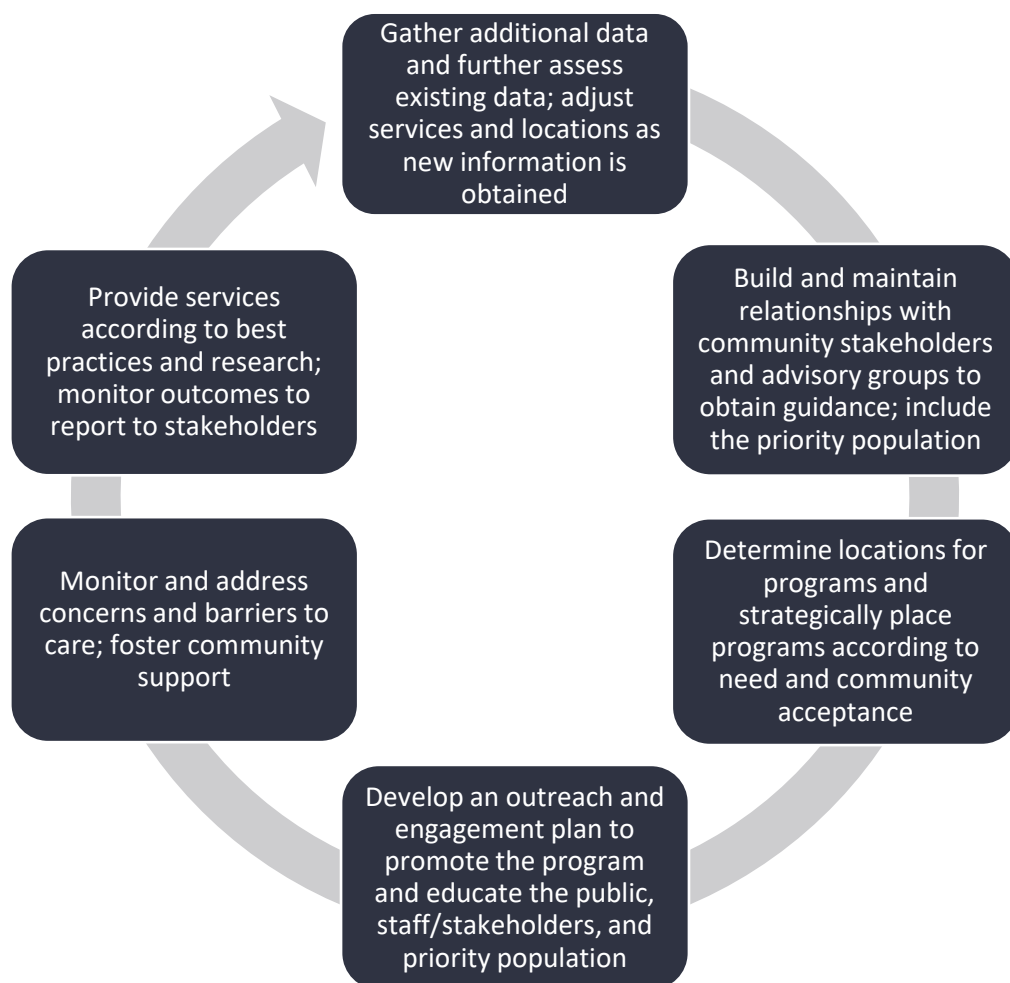 Gather additional data
and further assess
existing data; adjust
services and locations as
new information is
obtained
Build and maintain
relationships with
community stakeholders
and advisory groups to
obtain guidance; include
the priority population
Determine locations for
programs and
strategically place
programs according to
need and community
acceptance
Develop an outreach and
engagement plan to
promote the program
and educate the public,
staff/stakeholders, and
priority population
Monitor and address
concerns and barriers to
care; foster community
support
Provide services
according to best
practices and research;
monitor outcomes to
report to stakeholders